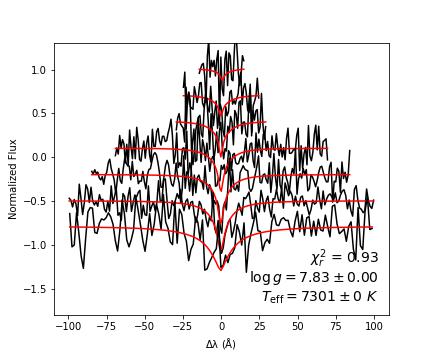 1.0
0.5
0.0
−0.5
−1.0
−1.5
Normalized Flux
χ²ᵣ = 0.93
log g = 7.83 ± 0.00
T_eff = 7301 ± 0 K
−100 −75 −50 −25 0 25 50 75 100
Δλ (Å)